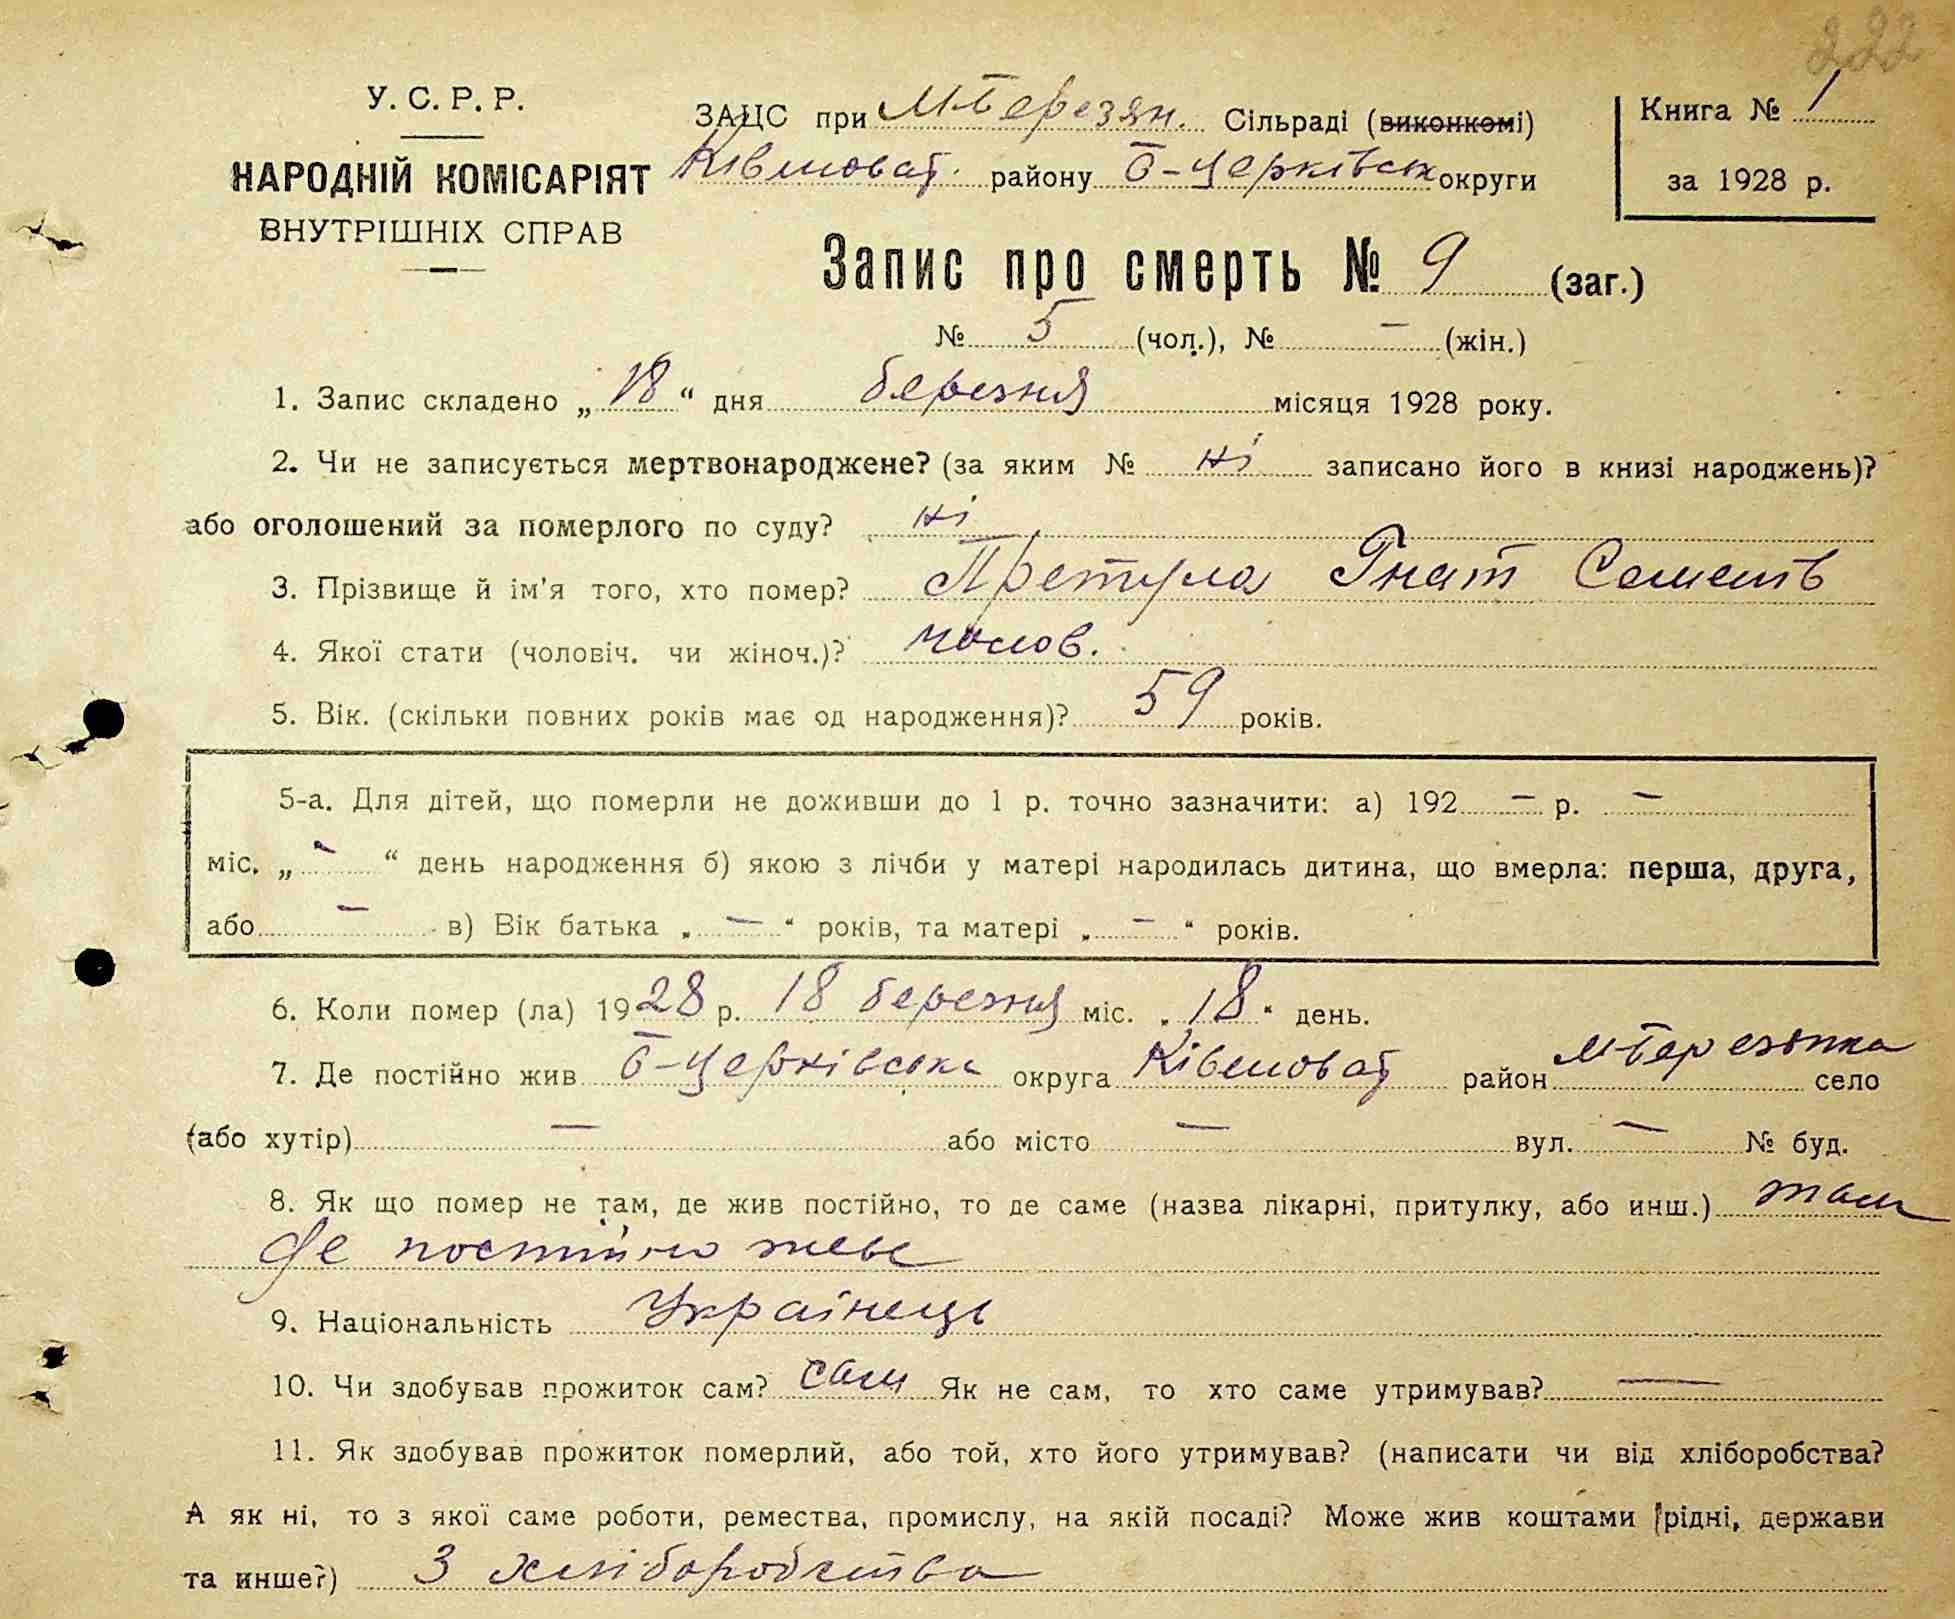 222
У. С. Р. Р.
НАРОДНІЙ КОМІСАРІЯТ
ВНУТРІШНІХ СПРАВ
ЗАЦС при М-Березян. Сільраді (виконкомі)
Ківшоват. району Б-Церківськ округи
Книга № 1
за 1928 р.
Запис про смерть № 9 (заг.)
№ 5 (чол.), № – (жін.)
1. Запис складено „ 18 “ дня березня місяця 1928 року.
2. Чи не записується мертвонароджене? (за яким № ні записано його в книзі народжень)?
або оголошений за померлого по суду? ні
3. Прізвище й ім'я того, хто помер? Претула Гнат Семенів
4. Якої стати (чоловіч. чи жіноч.)? чолов.
5. Вік. (скільки повних років має од народження)? 59 років.
5-а. Для дітей, що померли не доживши до 1 р. точно зазначити: а) 192 – р. –
міс. „ – “ день народження б) якою з лічби у матері народилась дитина, що вмерла: перша, друга,
або – в) Вік батька „ – “ років, та матері „ – “ років.
6. Коли помер (ла) 1928 р. 18 березня міс. „ 18 “ день.
7. Де постійно жив Б-Церківська округа Ківшоват район М-Березянка село
(або хутір) – або місто – вул. – № буд.
8. Як що помер не там, де жив постійно, то де саме (назва лікарні, притулку, або инш.) там
де постійно живе
9. Національність Українець
10. Чи здобував прожиток сам? сам Як не сам, то хто саме утримував? –
11. Як здобував прожиток померлий, або той, хто його утримував? (написати чи від хліборобства?
А як ні, то з якої саме роботи, ремества, промислу, на якій посаді? Може жив коштами рідні, держави
та инше?) З хліборобства